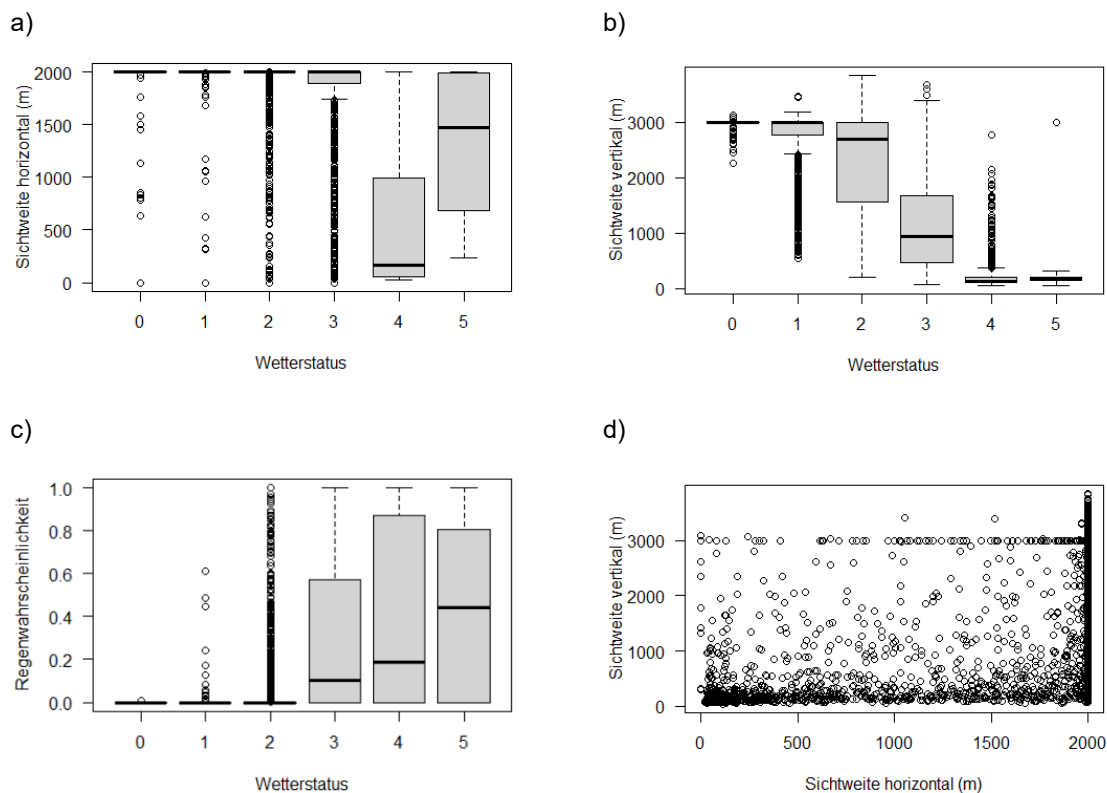 a)
Sichtweite horizontal (m)
2000
1500
1000
500
0
0 1 2 3 4 5
Wetterstatus
b)
Sichtweite vertikal (m)
3000
2000
1000
0
0 1 2 3 4 5
Wetterstatus
c)
Regenwahrscheinlichkeit
1.0
0.8
0.6
0.4
0.2
0.0
0 1 2 3 4 5
Wetterstatus
d)
Sichtweite vertikal (m)
3000
2000
1000
0
0 500 1000 1500 2000
Sichtweite horizontal (m)